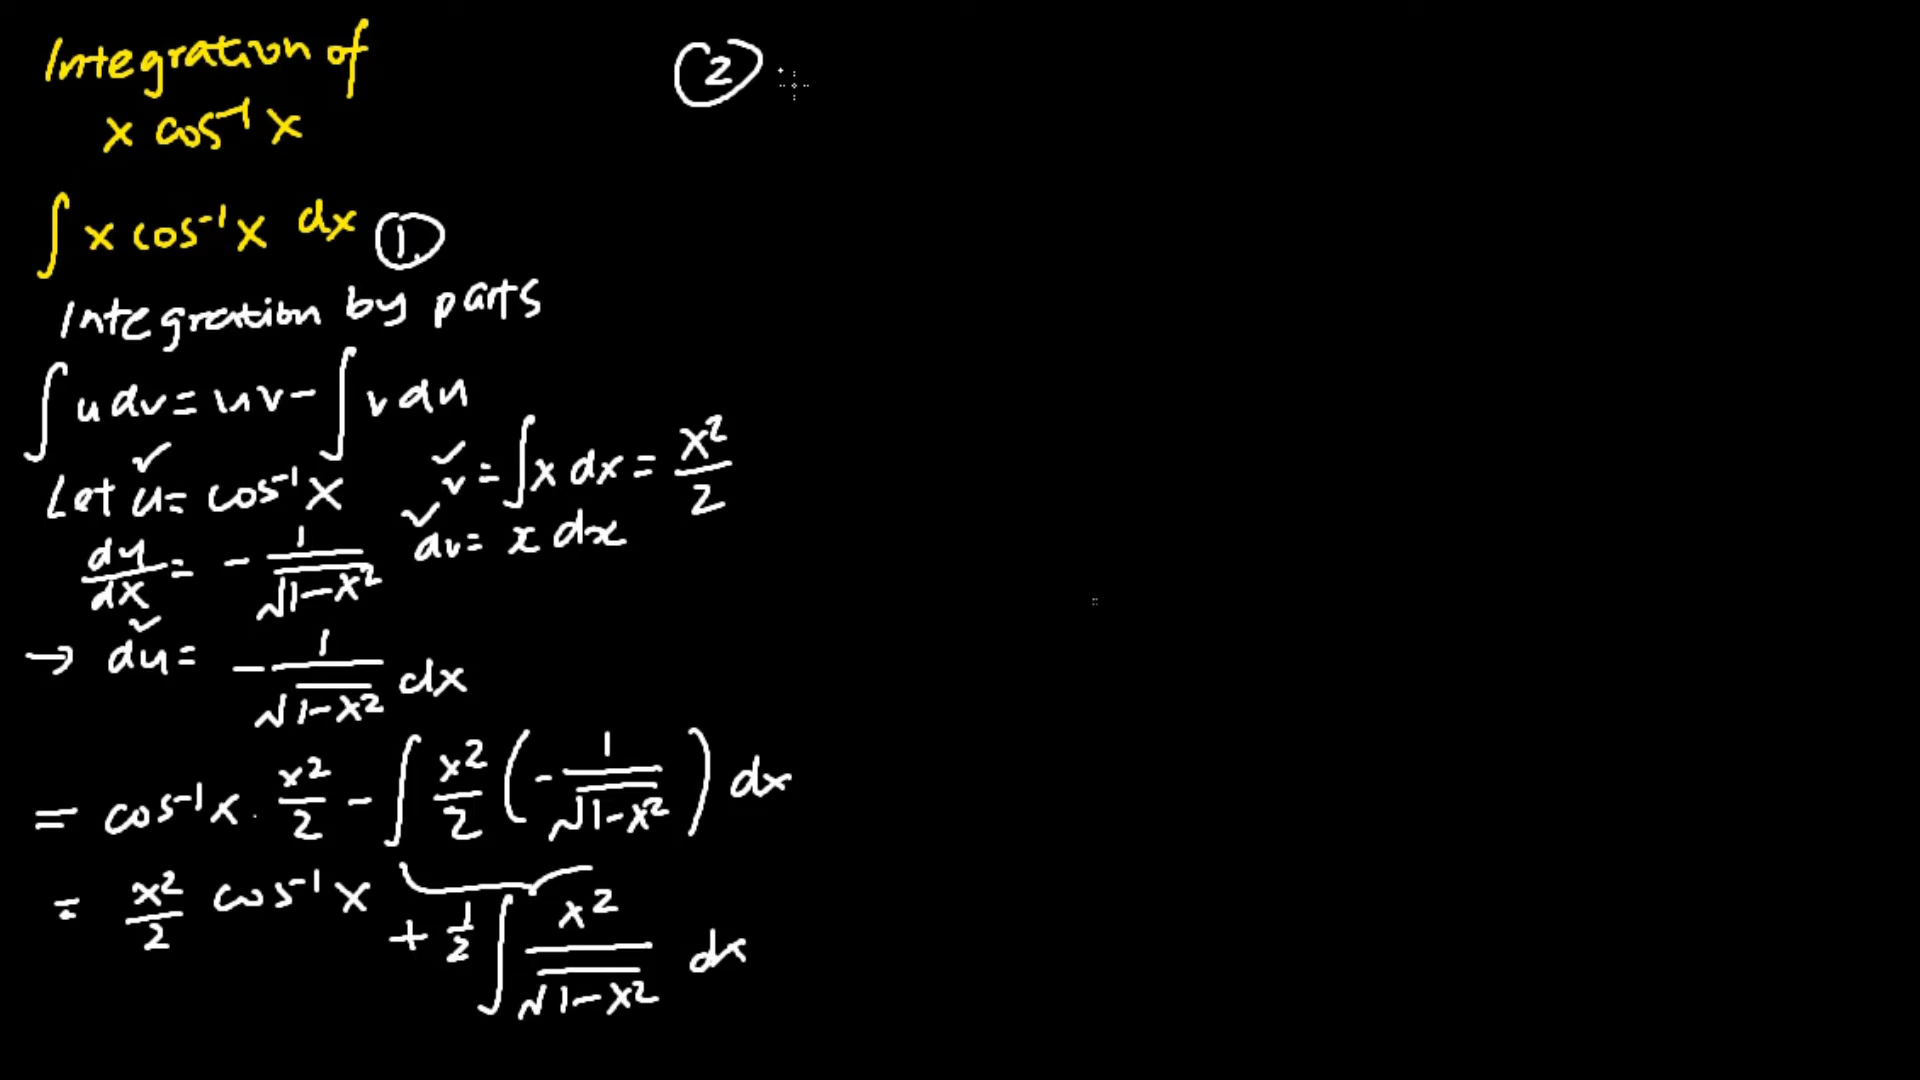 Integration of
x cos⁻¹ x
∫ x cos⁻¹x dx ①
Integration by parts
∫ u dv = uv - ∫ v du
Let u = cos⁻¹ x
v = ∫ x dx = x²/2
du/dx = - 1/√(1-x²)
dv = x dx
→ du = - 1/√(1-x²) dx
= cos⁻¹x · x²/2 - ∫ x²/2 (- 1/√(1-x²)) dx
= x²/2 cos⁻¹ x + 1/2 ∫ x²/√(1-x²) dx
②